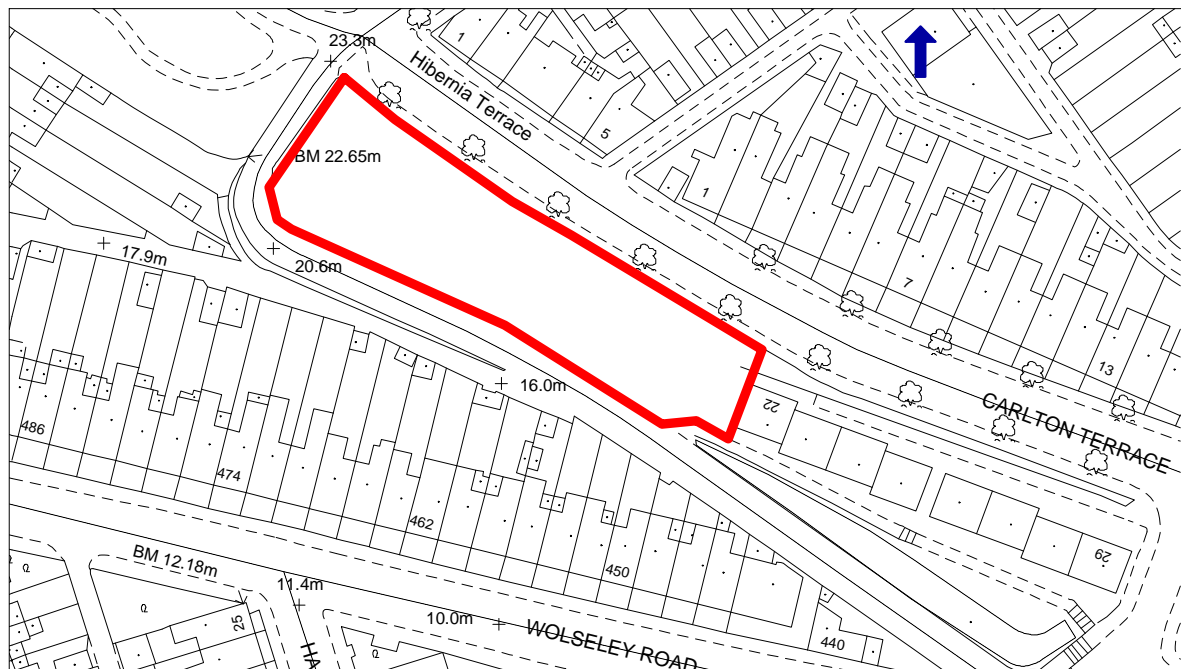 23.3m
1
Hibernia Terrace
5
BM 22.65m
1
17.9m
20.6m
7
16.0m
13
22
CARLTON TERRACE
486
474
462
450
29
BM 12.18m
11.4m
25
10.0m
WOLSELEY ROAD
440
HA